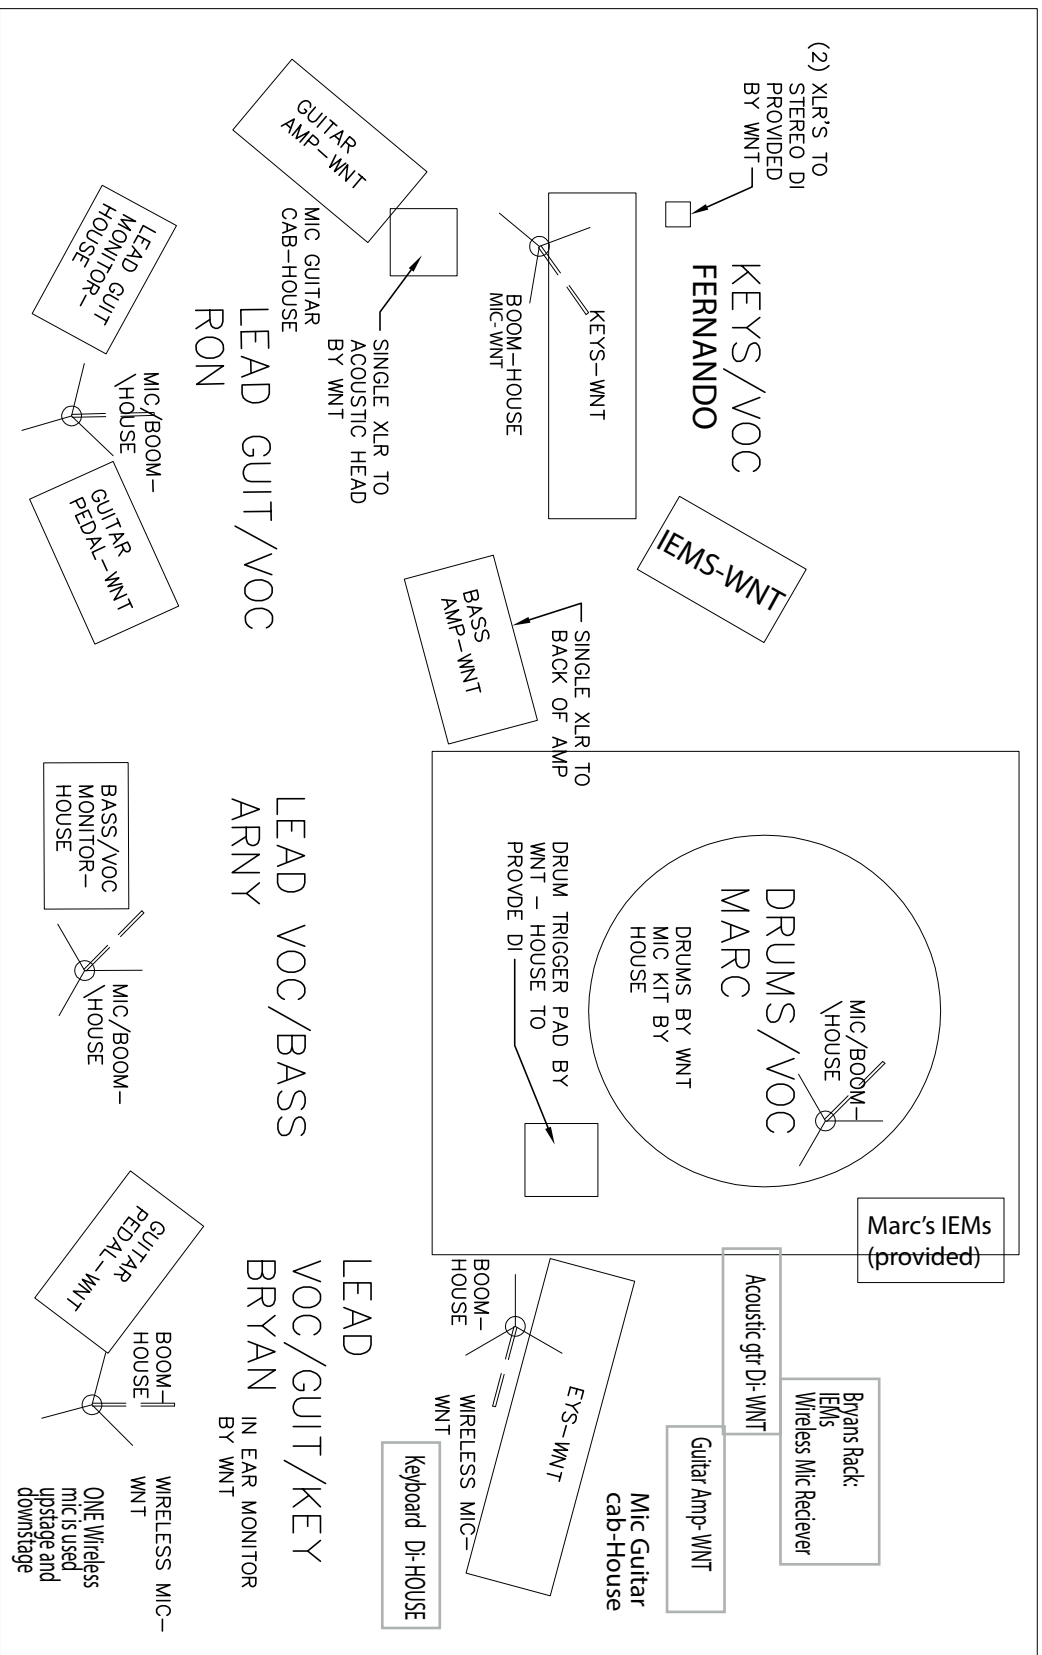 (2) XLR'S TO
STEREO DI
PROVIDED
BY WNT
KEYS/VOC
FERNANDO
KEYS-WNT
BOOM-HOUSE
MIC-WNT
IEMS-WNT
GUITAR
AMP-WNT
MIC GUITAR
CAB-HOUSE
SINGLE XLR TO
ACOUSTIC HEAD
BY WNT
LEAD GUIT
MONITOR-
HOUSE
LEAD GUIT/VOC
RON
MIC/BOOM-
\HOUSE
GUITAR
PEDAL-WNT
BASS
AMP-WNT
SINGLE XLR TO
BACK OF AMP
DRUMS/VOC
MARC
DRUMS BY WNT
MIC KIT BY
HOUSE
MIC/BOOM-
\HOUSE
DRUM TRIGGER PAD BY
WNT - HOUSE TO
PROVDE DI
Marc's IEMs
(provided)
LEAD VOC/BASS
ARNY
BASS/VOC
MONITOR-
HOUSE
MIC/BOOM-
\HOUSE
Bryans Rack:
IEMs
Wireless Mic Reciever
Acoustic gtr Di-WNT
Guitar Amp-WNT
Mic Guitar
cab-House
EYS-WNT
BOOM-
HOUSE
WIRELESS MIC-
WNT
Keyboard Di-HOUSE
LEAD
VOC/GUIT/KEY
BRYAN
IN EAR MONITOR
BY WNT
GUITAR
PEDAL-WNT
BOOM-
HOUSE
WIRELESS MIC-
WNT
ONE Wireless
mic is used
upstage and
downstage